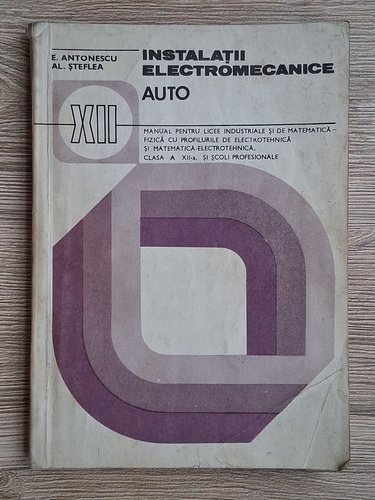 E. ANTONESCU
AL. ŞTEFLEA
INSTALAŢII
ELECTROMECANICE
AUTO
XII
MANUAL PENTRU LICEE INDUSTRIALE ŞI DE MATEMATICĂ-
FIZICĂ CU PROFILURILE DE ELECTROTEHNICĂ
ŞI MATEMATICĂ-ELECTROTEHNICA,
CLASA A XII-a, ŞI ŞCOLI PROFESIONALE